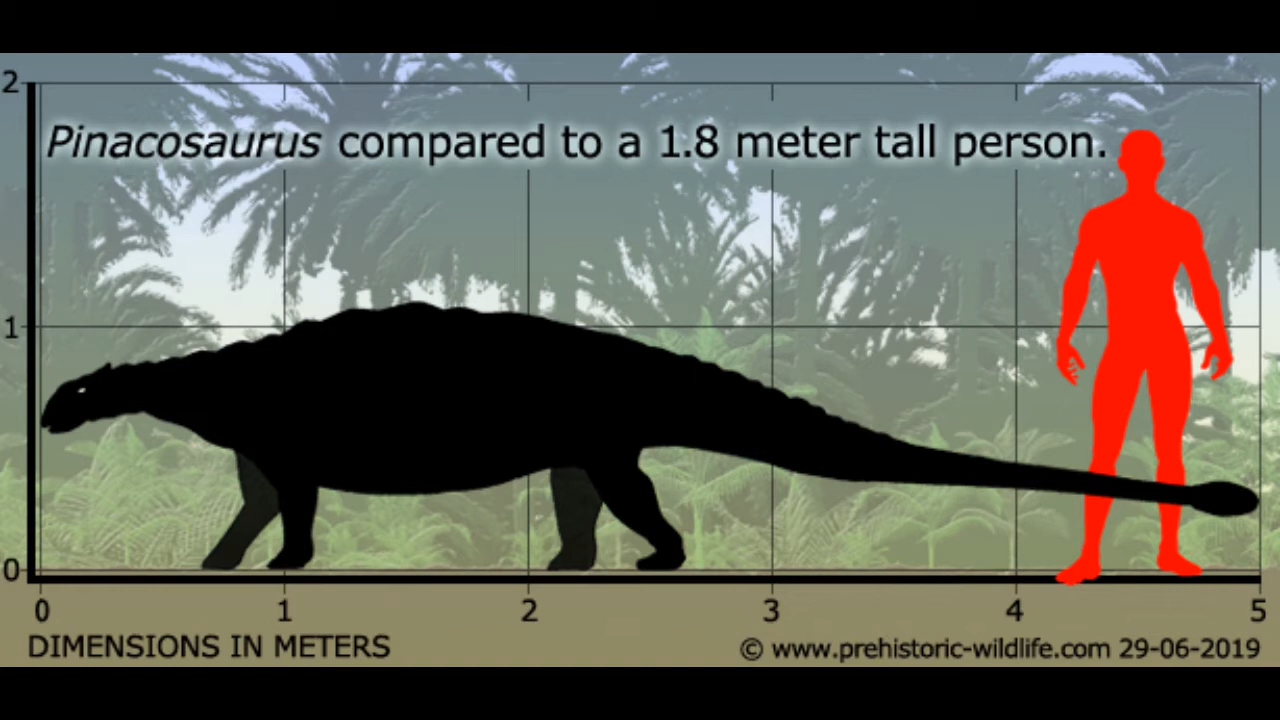 2
Pinacosaurus compared to a 1.8 meter tall person.
1
0
0 1 2 3 4 5
DIMENSIONS IN METERS
© www.prehistoric-wildlife.com 29-06-2019